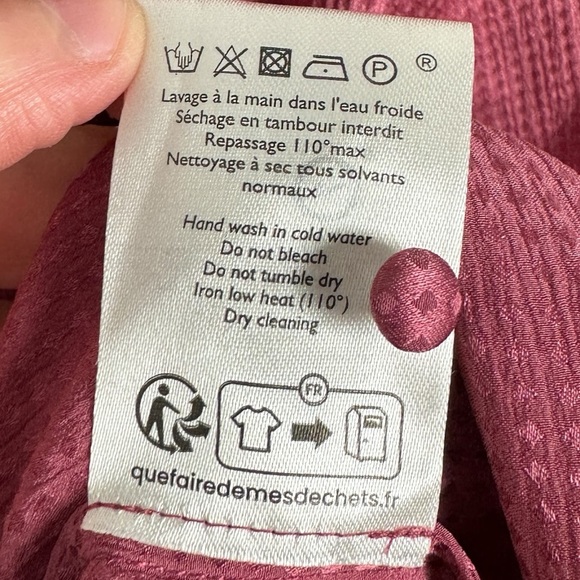 P ®
Lavage à la main dans l'eau froide
Séchage en tambour interdit
Repassage 110°max
Nettoyage à sec tous solvants
normaux
Hand wash in cold water
Do not bleach
Do not tumble dry
Iron low heat (110°)
Dry cleaning
FR
quefairedemesdechets.fr